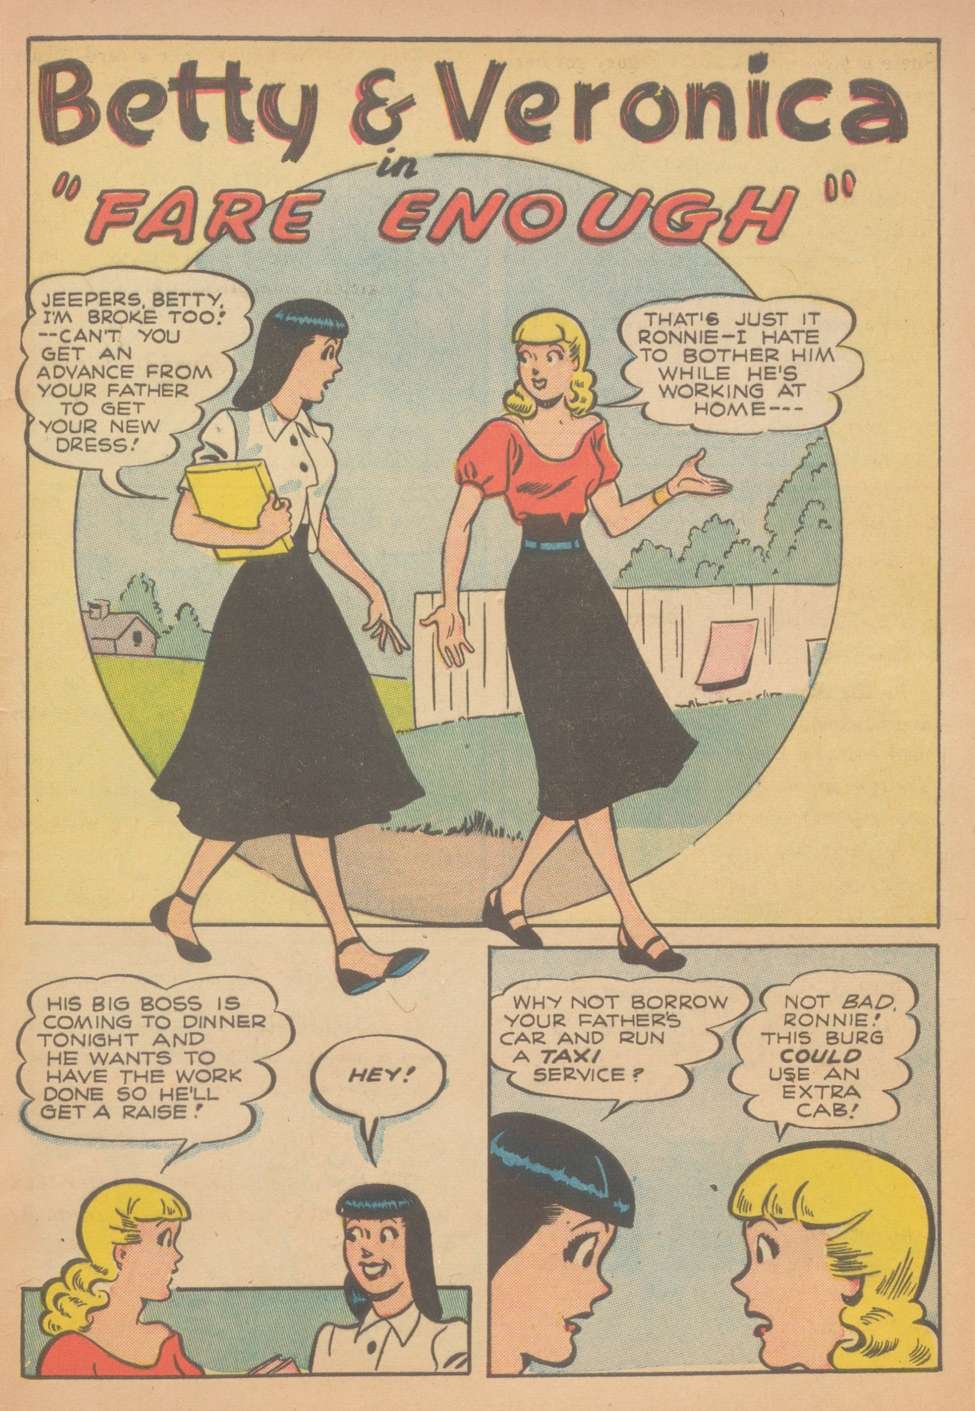 Betty & Veronica
in
"FARE ENOUGH"
JEEPERS, BETTY,
I'M BROKE TOO!
--CAN'T YOU
GET AN
ADVANCE FROM
YOUR FATHER
TO GET
YOUR NEW
DRESS!
THAT'S JUST IT
RONNIE-I HATE
TO BOTHER HIM
WHILE HE'S
WORKING AT
HOME---
HIS BIG BOSS IS
COMING TO DINNER
TONIGHT AND
HE WANTS TO
HAVE THE WORK
DONE SO HE'LL
GET A RAISE!
HEY!
WHY NOT BORROW
YOUR FATHER'S
CAR AND RUN
A TAXI
SERVICE?
NOT BAD,
RONNIE!
THIS BURG
COULD
USE AN
EXTRA
CAB!